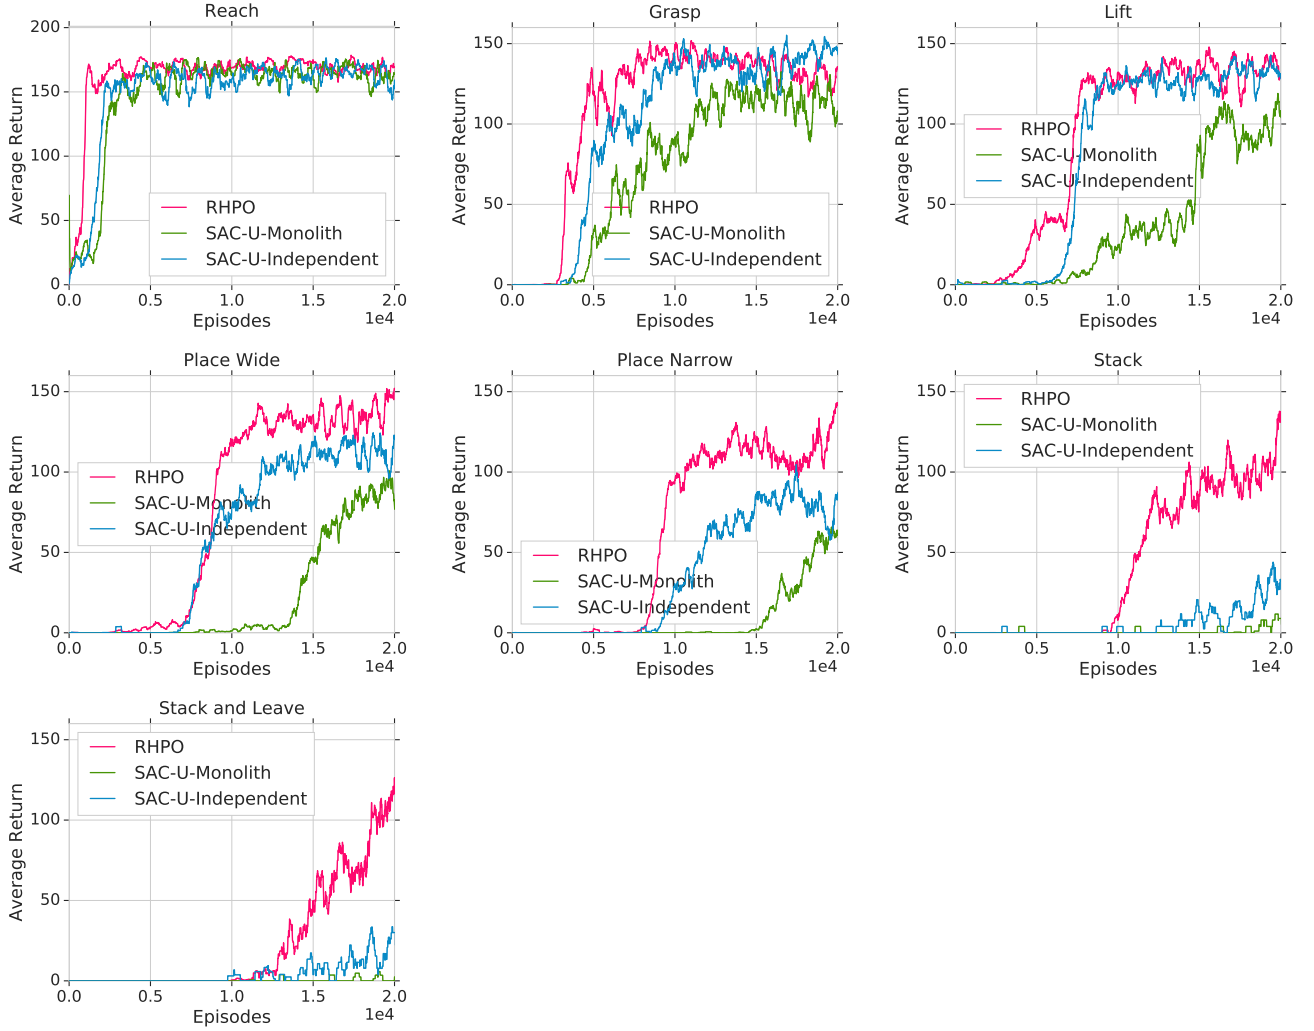 Reach
200
150
100
50
0
0.0 0.5 1.0 1.5 2.0
1e4
Episodes
Average Return
RHPO
SAC-U-Monolith
SAC-U-Independent
Grasp
150
100
50
0
0.0 0.5 1.0 1.5 2.0
1e4
Episodes
Average Return
RHPO
SAC-U-Monolith
SAC-U-Independent
Lift
150
100
50
0
0.0 0.5 1.0 1.5 2.0
1e4
Episodes
Average Return
RHPO
SAC-U-Monolith
SAC-U-Independent
Place Wide
150
100
50
0
0.0 0.5 1.0 1.5 2.0
1e4
Episodes
Average Return
RHPO
SAC-U-Monolith
SAC-U-Independent
Place Narrow
150
100
50
0
0.0 0.5 1.0 1.5 2.0
1e4
Episodes
Average Return
RHPO
SAC-U-Monolith
SAC-U-Independent
Stack
150
100
50
0
0.0 0.5 1.0 1.5 2.0
1e4
Episodes
Average Return
RHPO
SAC-U-Monolith
SAC-U-Independent
Stack and Leave
150
100
50
0
0.0 0.5 1.0 1.5 2.0
1e4
Episodes
Average Return
RHPO
SAC-U-Monolith
SAC-U-Independent